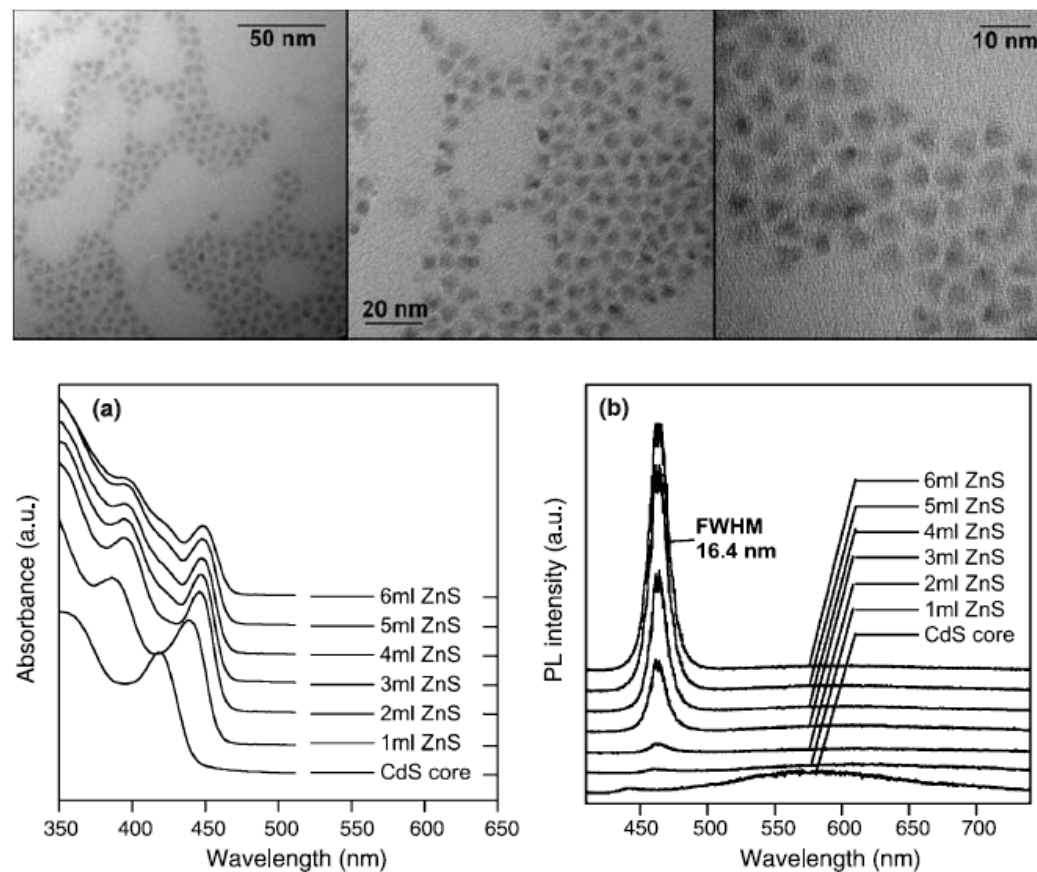 50 nm
20 nm
10 nm
(a)
Absorbance (a.u.)
6ml ZnS
5ml ZnS
4ml ZnS
3ml ZnS
2ml ZnS
1ml ZnS
CdS core
350 400 450 500 550 600 650
Wavelength (nm)
(b)
PL intensity (a.u.)
FWHM
16.4 nm
6ml ZnS
5ml ZnS
4ml ZnS
3ml ZnS
2ml ZnS
1ml ZnS
CdS core
450 500 550 600 650 700
Wavelength (nm)